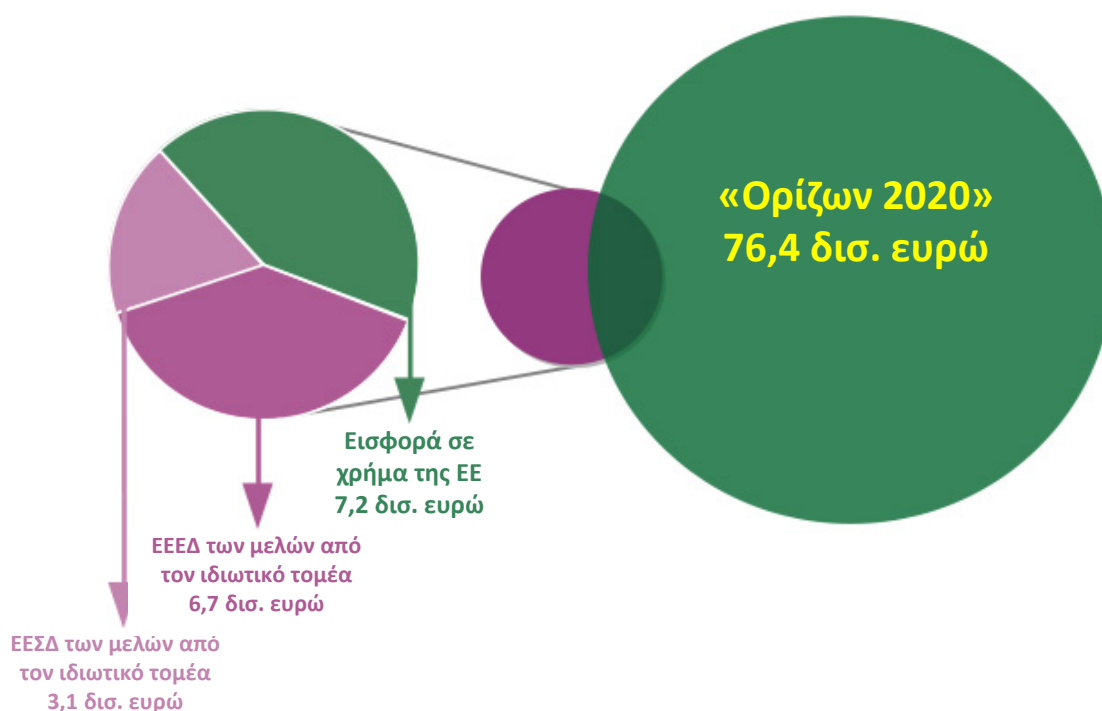 «Ορίζων 2020»
76,4 δισ. ευρώ
Εισφορά σε
χρήμα της ΕΕ
7,2 δισ. ευρώ
ΕΕΕΔ των μελών από
τον ιδιωτικό τομέα
6,7 δισ. ευρώ
ΕΕΣΔ των μελών από
τον ιδιωτικό τομέα
3,1 δισ. ευρώ